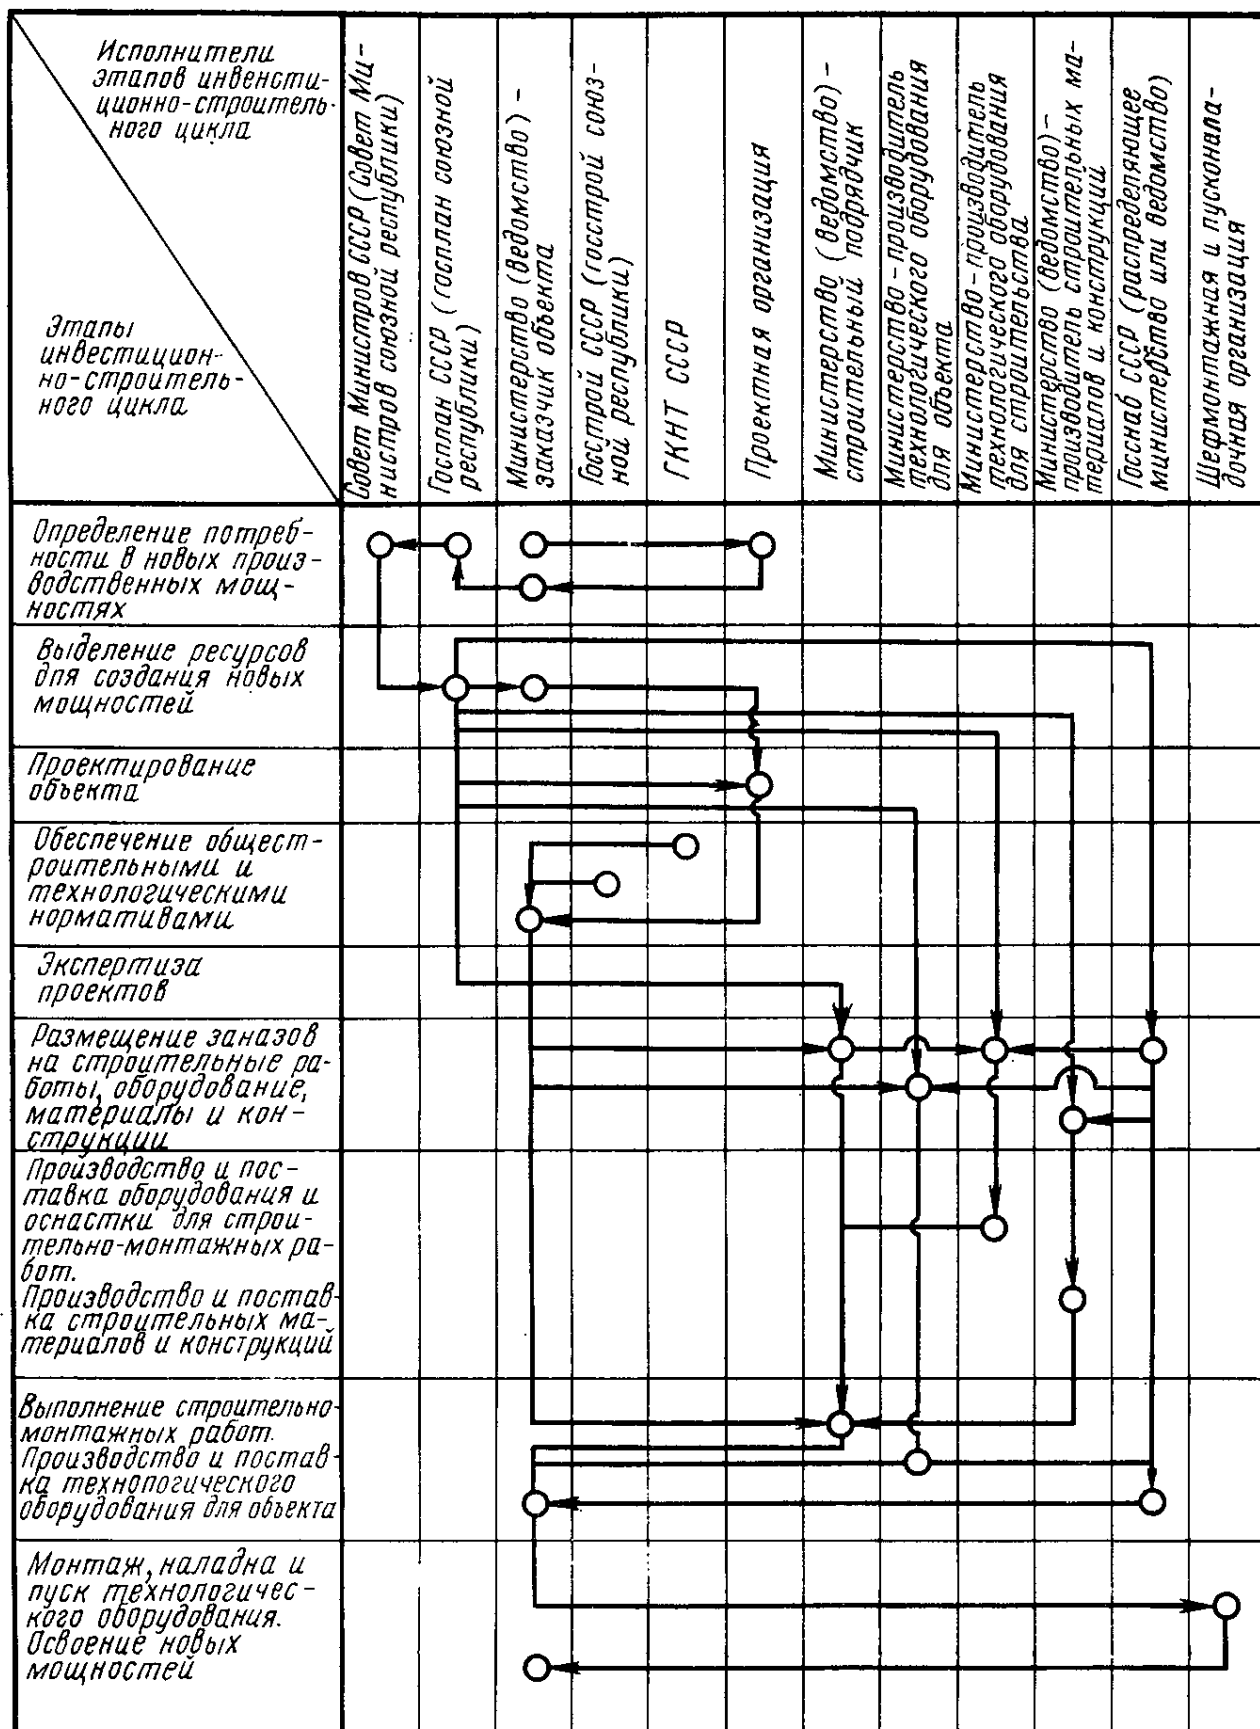 Исполнители
этапов инвенсти-
ционно-строитель-
ного цикла
Этапы
инвестицион-
но-строитель-
ного цикла
Совет Министров СССР (Совет Ми-
нистров союзной республики)
Госплан СССР (госплан союзной
республики)
Министерство (ведомство) -
заказчик объекта
Госстрой СССР (госстрой союз-
ной республики)
ГКНТ СССР
Проектная организация
Министерство (ведомство) -
строительный подрядчик
Министерство - производитель
технологического оборудования
для объекта
Министерство - производитель
технологического оборудования
для строительства
Министерство (ведомство) -
производитель строительных ма-
териалов и конструкций
Госснаб СССР (распределяющее
министерство или ведомство)
Шефмонтажная и пусконала-
дочная организация
Определение потреб-
ности в новых произ-
водственных мощ-
ностях
Выделение ресурсов
для создания новых
мощностей
Проектирование
объекта
Обеспечение общест-
роительными и
технологическими
нормативами
Экспертиза
проектов
Размещение заказов
на строительные ра-
боты, оборудование,
материалы и кон-
струкции
Производство и пос-
тавка оборудования и
оснастки для строи-
тельно-монтажных ра-
бот.
Производство и постав-
ка строительных ма-
териалов и конструкций
Выполнение строительно-
монтажных работ.
Производство и постав-
ка технологического
оборудования для объекта
Монтаж, наладка и
пуск технологичес-
кого оборудования.
Освоение новых
мощностей